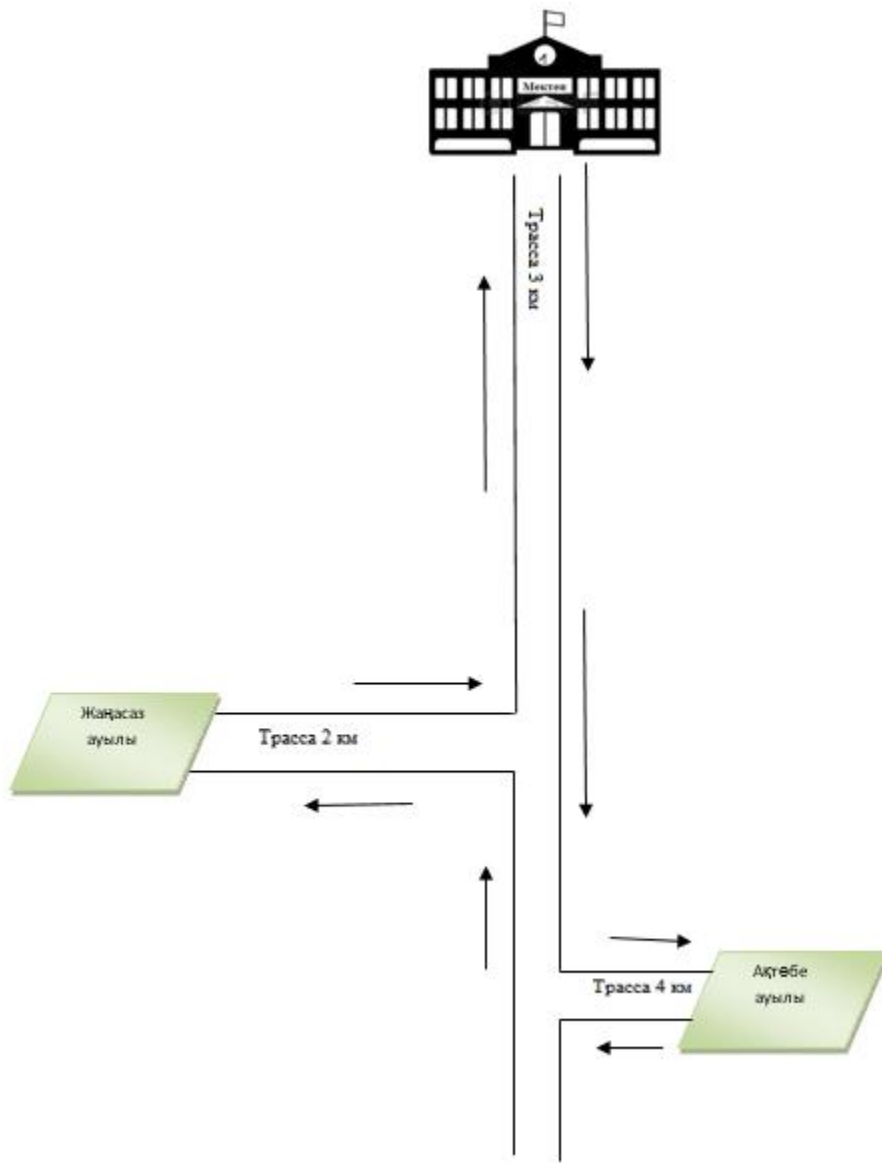 Мектеп
Трасса 3 км
Жаңасаз
ауылы
Трасса 2 км
Ақтөбе
ауылы
Трасса 4 км